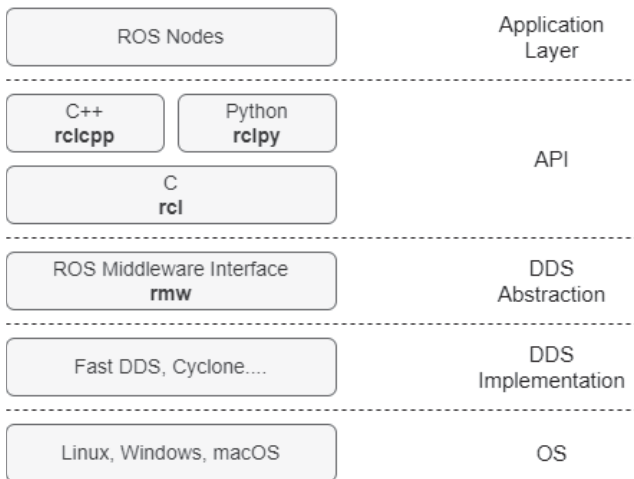 ROS Nodes
Application
Layer
C++
rclcpp
Python
rclpy
C
rcl
API
ROS Middleware Interface
rmw
DDS
Abstraction
Fast DDS, Cyclone....
DDS
Implementation
Linux, Windows, macOS
OS